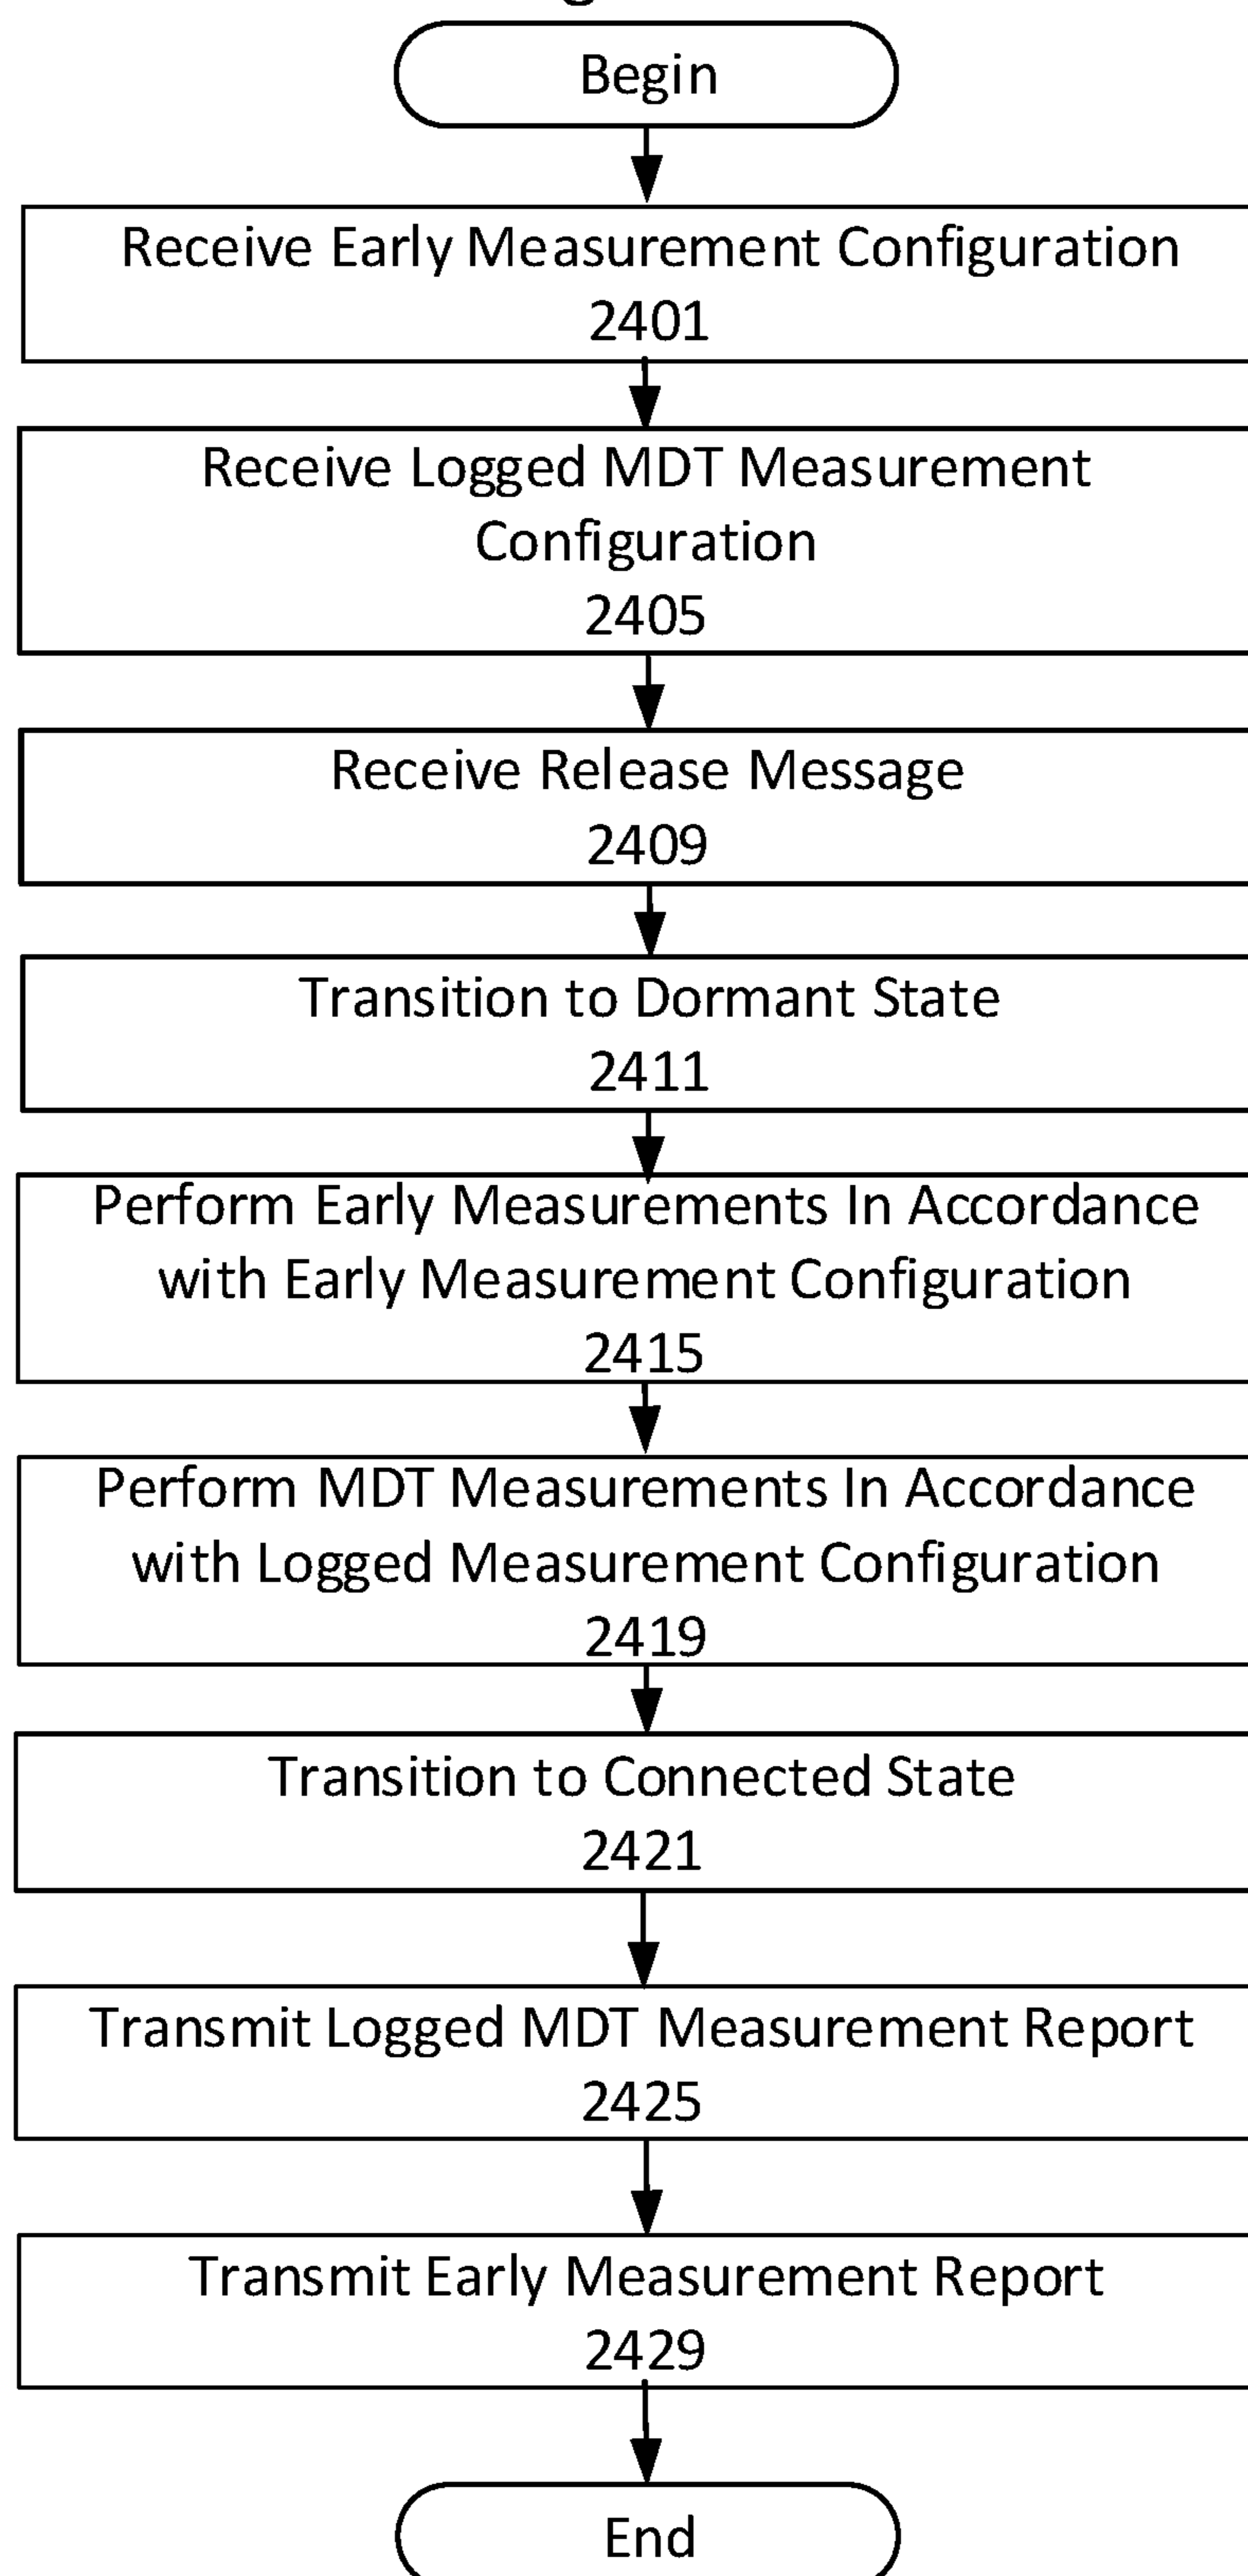 Begin
Receive Early Measurement Configuration
2401
Receive Logged MDT Measurement
Configuration
2405
Receive Release Message
2409
Transition to Dormant State
2411
Perform Early Measurements In Accordance
with Early Measurement Configuration
2415
Perform MDT Measurements In Accordance
with Logged Measurement Configuration
2419
Transition to Connected State
2421
Transmit Logged MDT Measurement Report
2425
Transmit Early Measurement Report
2429
End